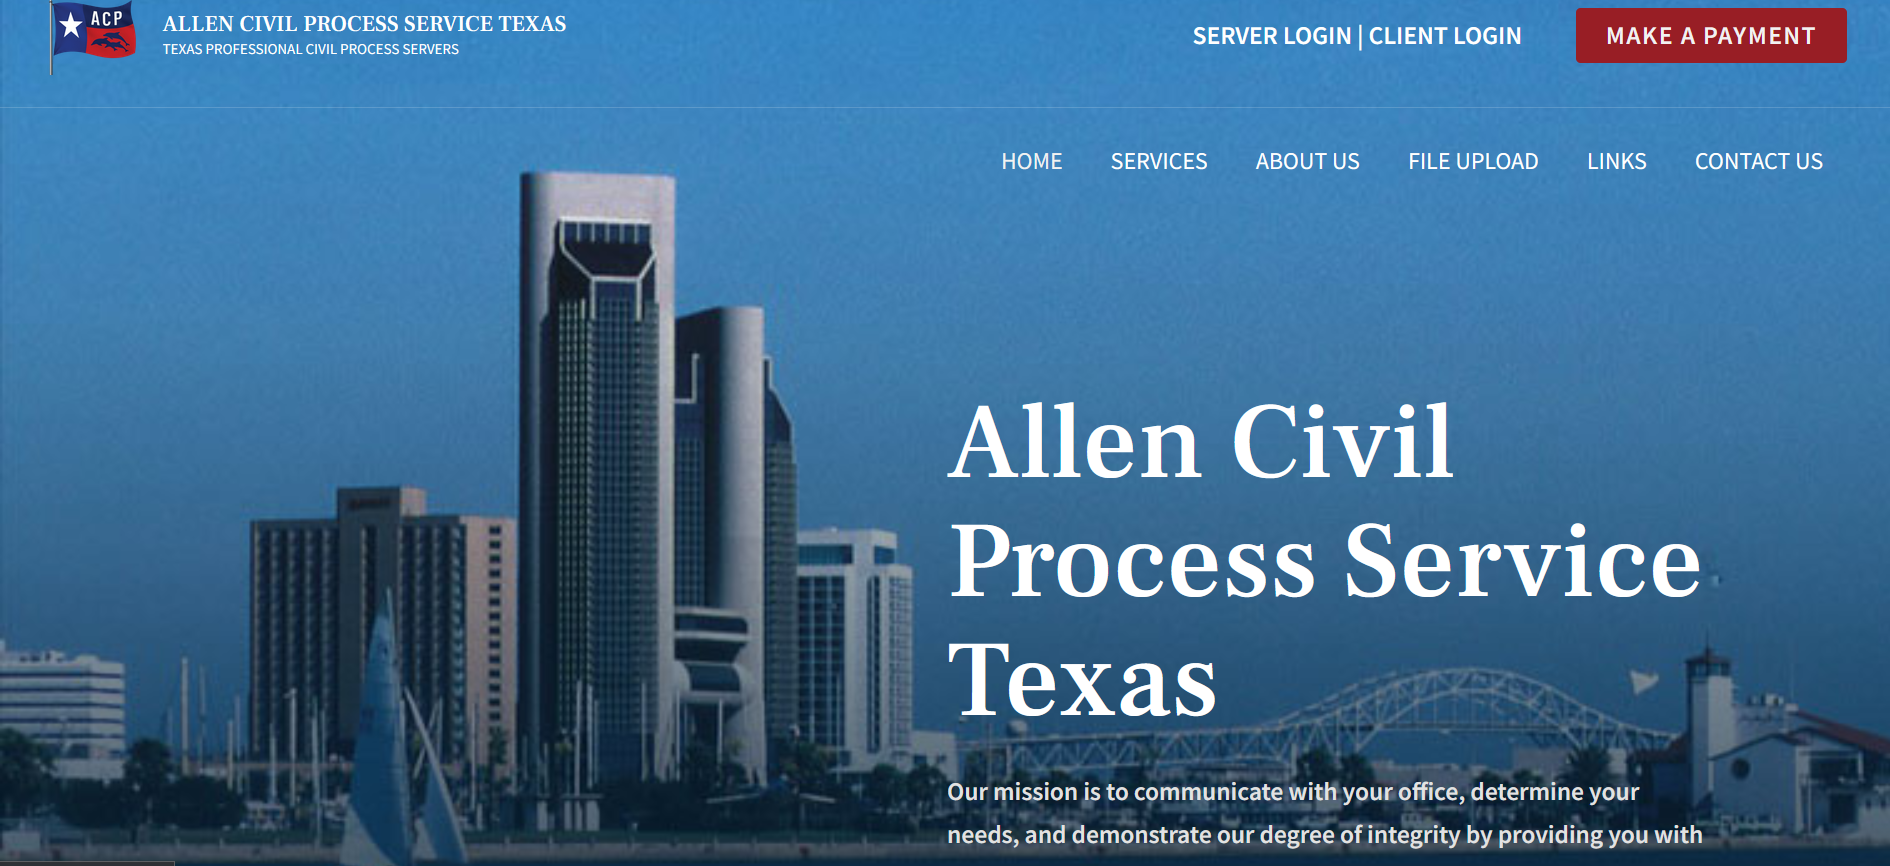 ACP
ALLEN CIVIL PROCESS SERVICE TEXAS
TEXAS PROFESSIONAL CIVIL PROCESS SERVERS
SERVER LOGIN | CLIENT LOGIN
MAKE A PAYMENT
HOME SERVICES ABOUT US FILE UPLOAD LINKS CONTACT US
Allen Civil
Process Service
Texas
Our mission is to communicate with your office, determine your
needs, and demonstrate our degree of integrity by providing you with